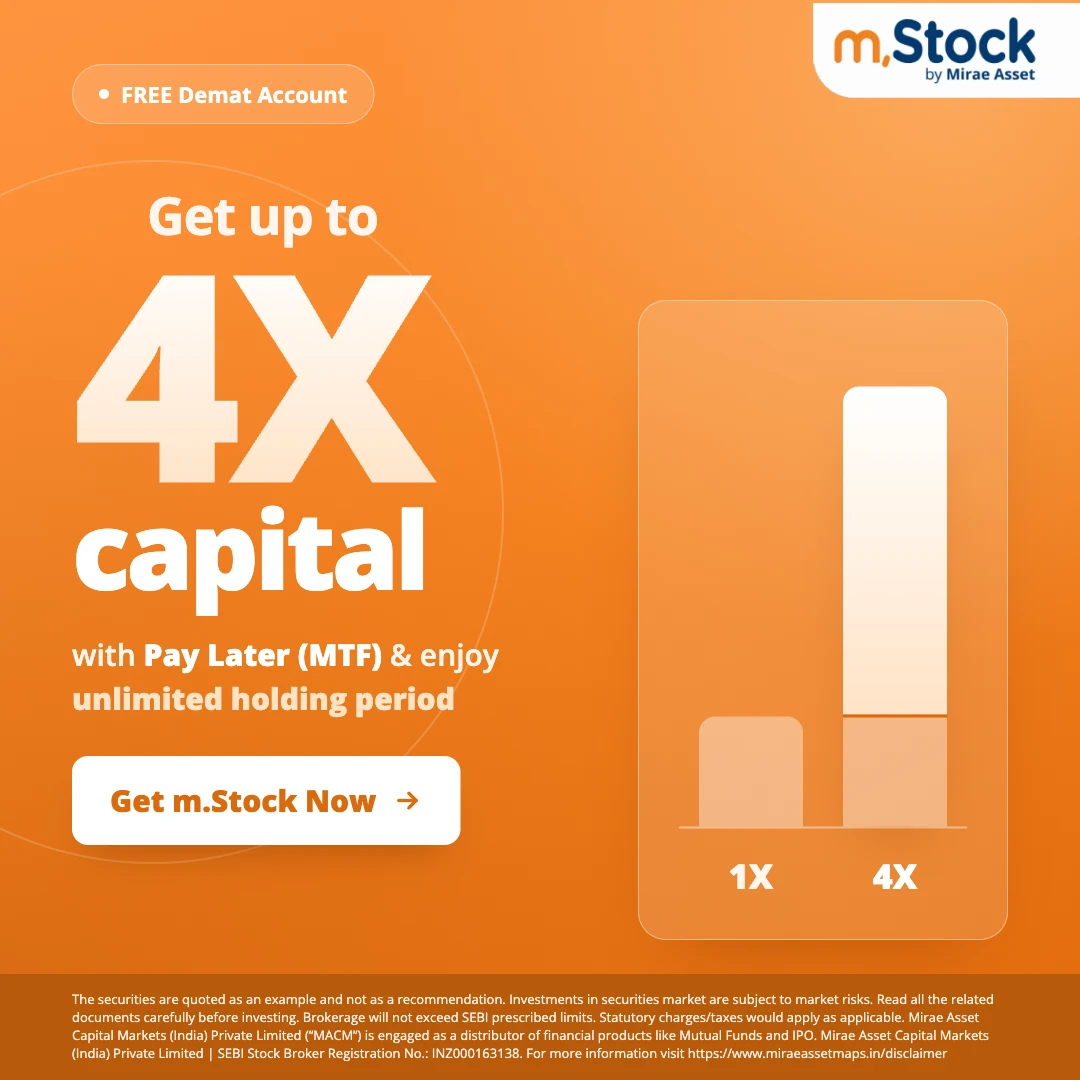 m.Stock
by Mirae Asset
FREE Demat Account
Get up to
4X
capital
with Pay Later (MTF) & enjoy
unlimited holding period
Get m.Stock Now →
1X 4X
The securities are quoted as an example and not as a recommendation. Investments in securities market are subject to market risks. Read all the related
documents carefully before investing. Brokerage will not exceed SEBI prescribed limits. Statutory charges/taxes would apply as applicable. Mirae Asset
Capital Markets (India) Private Limited ("MACM") is engaged as a distributor of financial products like Mutual Funds and IPO. Mirae Asset Capital Markets
(India) Private Limited | SEBI Stock Broker Registration No.: INZ000163138. For more information visit https://www.miraeassetmaps.in/disclaimer